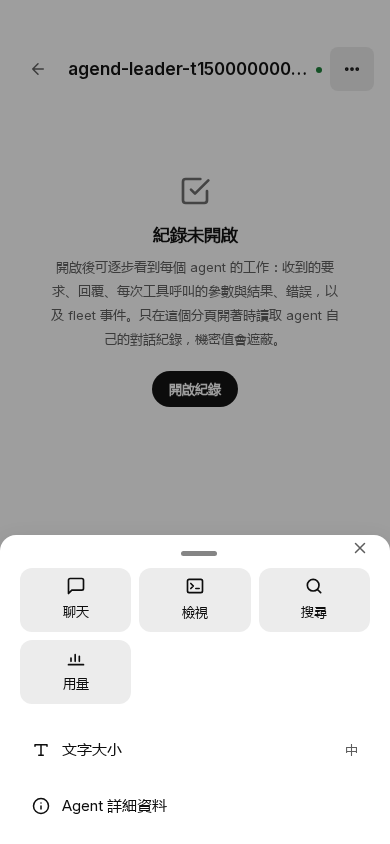 agend-leader-t150000000…
紀錄未開啟
開啟後可逐步看到每個 agent 的工作：收到的要
求、回覆、每次工具呼叫的參數與結果、錯誤，以
及 fleet 事件。只在這個分頁開著時讀取 agent 自
己的對話紀錄，機密值會遮蔽。
開啟紀錄
聊天
檢視
搜尋
用量
文字大小
中
Agent 詳細資料